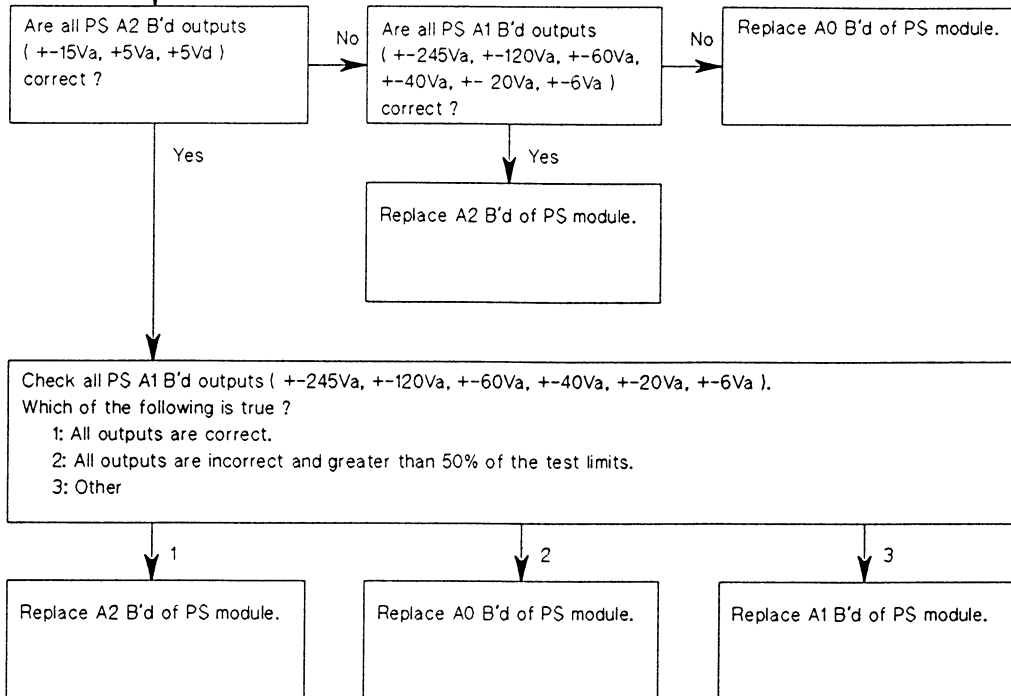 Are all PS A2 B'd outputs
( +-15Va, +5Va, +5Vd )
correct ?
No
Are all PS A1 B'd outputs
( +-245Va, +-120Va, +-60Va,
+-40Va, +- 20Va, +-6Va )
correct ?
No
Replace A0 B'd of PS module.
Yes
Yes
Replace A2 B'd of PS module.
Check all PS A1 B'd outputs ( +-245Va, +-120Va, +-60Va, +-40Va, +-20Va, +-6Va ).
Which of the following is true ?
1: All outputs are correct.
2: All outputs are incorrect and greater than 50% of the test limits.
3: Other
1
2
3
Replace A2 B'd of PS module.
Replace A0 B'd of PS module.
Replace A1 B'd of PS module.